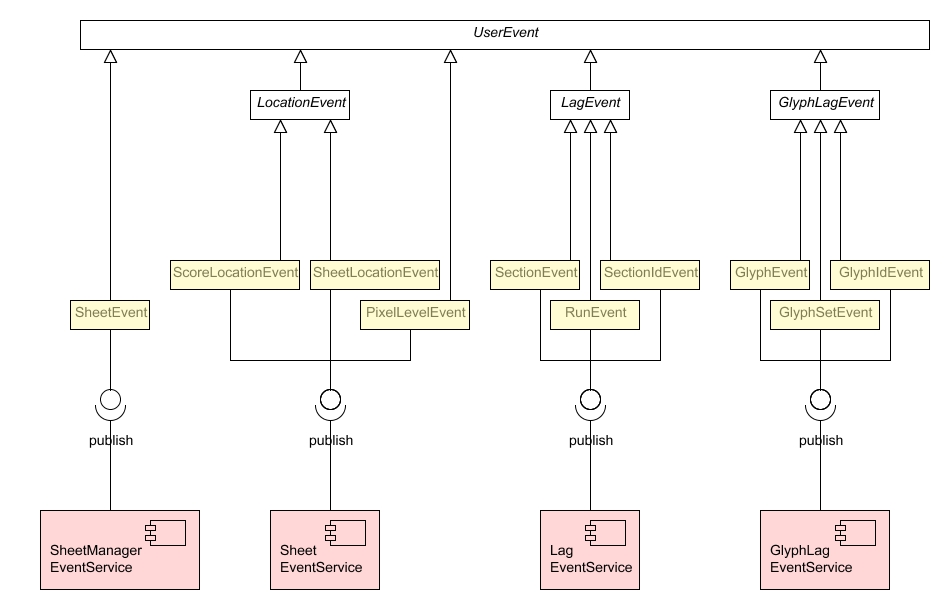 UserEvent
LocationEvent
LagEvent
GlyphLagEvent
ScoreLocationEvent
SheetLocationEvent
SectionEvent
SectionIdEvent
GlyphEvent
GlyphIdEvent
SheetEvent
PixelLevelEvent
RunEvent
GlyphSetEvent
publish
publish
publish
publish
SheetManager
EventService
Sheet
EventService
Lag
EventService
GlyphLag
EventService